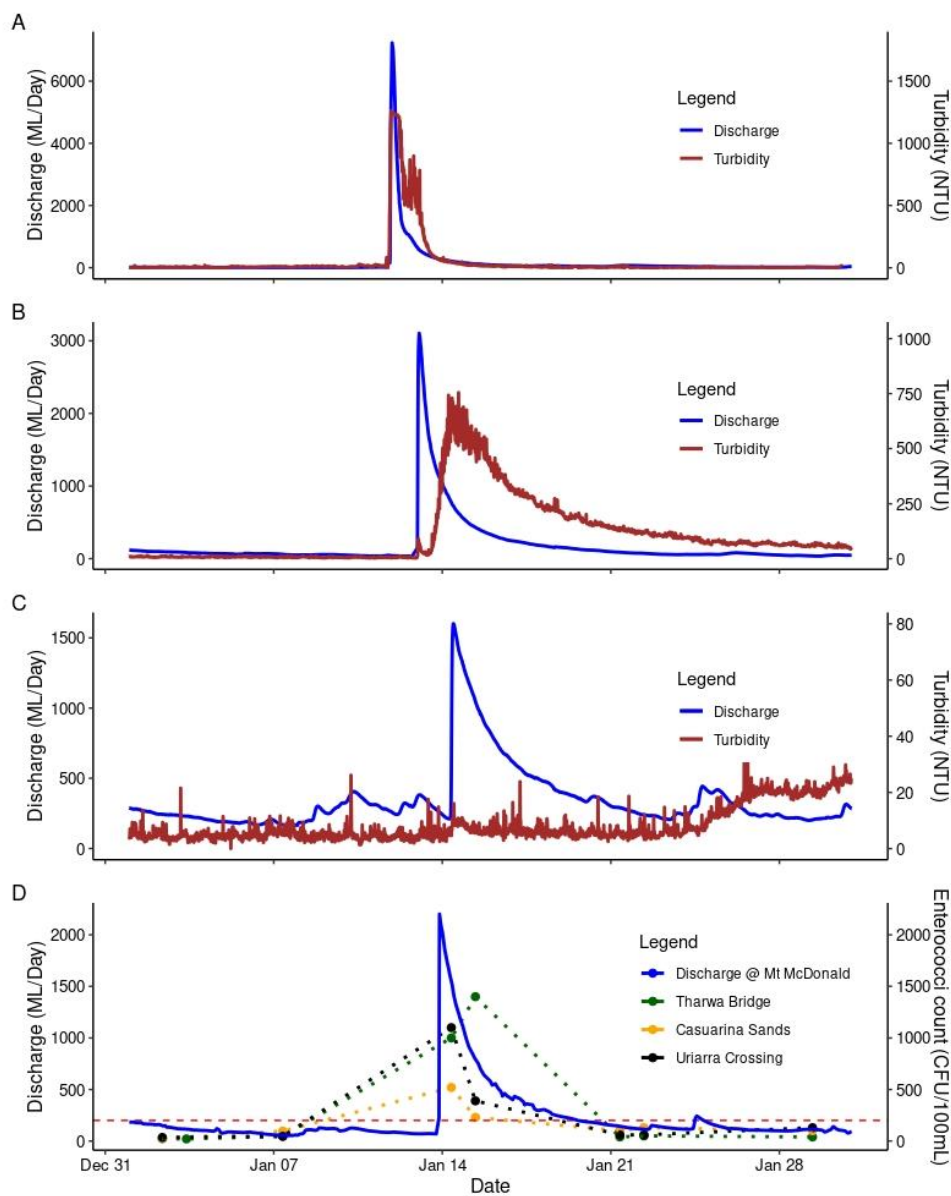 A
Discharge (ML/Day)
6000
4000
2000
0
Legend
Discharge
Turbidity
1500
1000
500
0
Turbidity (NTU)
B
Discharge (ML/Day)
3000
2000
1000
0
Legend
Discharge
Turbidity
1000
750
500
250
0
Turbidity (NTU)
C
Discharge (ML/Day)
1500
1000
500
0
Legend
Discharge
Turbidity
80
60
40
20
0
Turbidity (NTU)
D
Discharge (ML/Day)
2000
1500
1000
500
0
Legend
Discharge @ Mt McDonald
Tharwa Bridge
Casuarina Sands
Uriarra Crossing
2000
1500
1000
500
0
Enterococci count (CFU/1000mL)
Dec 31 Jan 07 Jan 14 Jan 21 Jan 28
Date